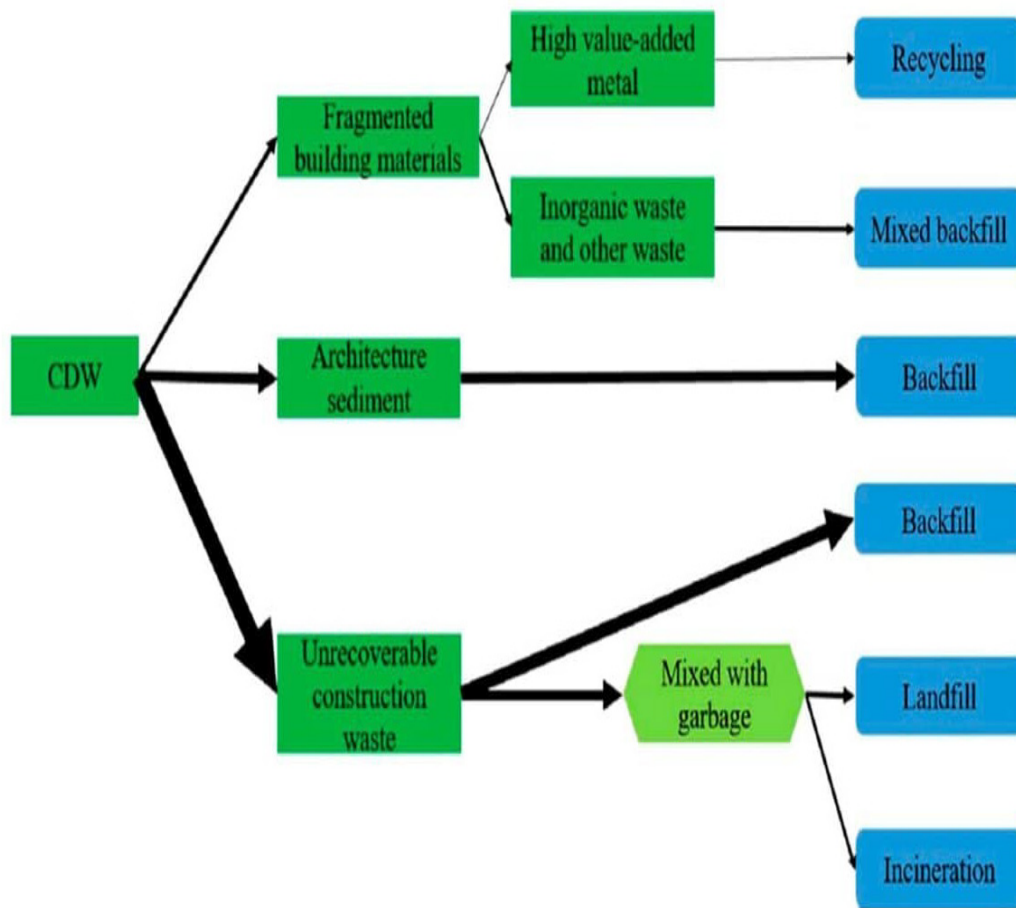 High value-added
metal
Recycling
Fragmented
building materials
Inorganic waste
and other waste
Mixed backfill
CDW
Architecture
sediment
Backfill
Backfill
Unrecoverable
construction
waste
Mixed with
garbage
Landfill
Incineration